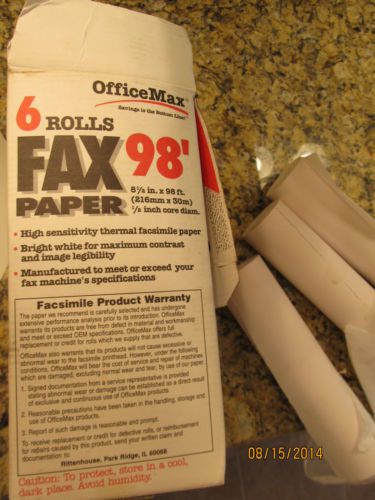 OfficeMax®
Savings is the Bottom Line!™
6 ROLLS
FAX 98'
PAPER
8½ in. x 98 ft.
(216mm x 30m)
½ inch core diam.
• High sensitivity thermal facsimile paper
• Bright white for maximum contrast
and image legibility
• Manufactured to meet or exceed your
fax machine's specifications
Facsimile Product Warranty
The paper we recommend is carefully selected and has undergone
extensive performance analysis prior to its introduction. OfficeMax
warrants its products are free from defect in material and workmanship
and meet or exceed OEM specifications. OfficeMax offers full
replacement or credit for rolls which we supply that are defective.
OfficeMax also warrants that its products will not cause excessive or
abnormal wear to the facsimile printhead. However, under the following
conditions, OfficeMax will bear the cost of service and repair of machines
which are damaged, excluding normal wear and tear, by use of our paper.
1. Signed documentation from a service representative is provided
stating abnormal wear or damage can be established as a direct result
of exclusive and continuous use of OfficeMax products.
2. Reasonable precautions have been taken in the handling, storage and
use of OfficeMax products.
3. Report of such damage is reasonable and prompt.
To receive replacement or credit for defective rolls, or reimbursement
for repairs caused by this product, send your written claim and
documentation to:
Rittenhouse, Park Ridge, IL 60068
Caution: To protect, store in a cool,
dark place. Avoid humidity.
08/15/2014